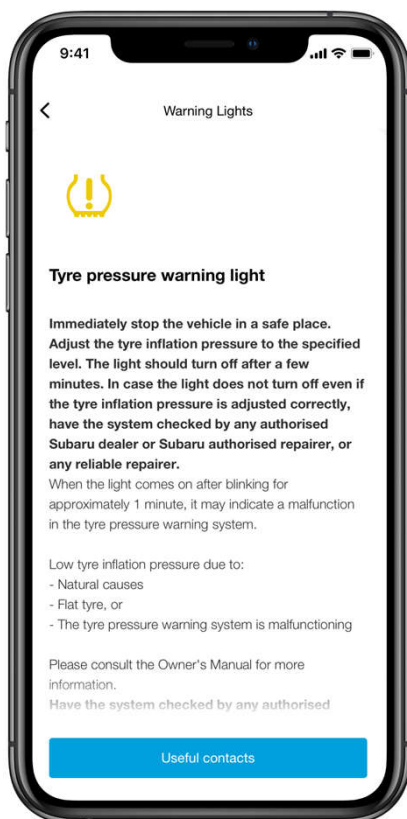 9:41
Warning Lights
Tyre pressure warning light
Immediately stop the vehicle in a safe place.
Adjust the tyre inflation pressure to the specified
level. The light should turn off after a few
minutes. In case the light does not turn off even if
the tyre inflation pressure is adjusted correctly,
have the system checked by any authorised
Subaru dealer or Subaru authorised repairer, or
any reliable repairer.
When the light comes on after blinking for
approximately 1 minute, it may indicate a malfunction
in the tyre pressure warning system.
Low tyre inflation pressure due to:
- Natural causes
- Flat tyre, or
- The tyre pressure warning system is malfunctioning
Please consult the Owner's Manual for more
information.
Have the system checked by any authorised
Useful contacts